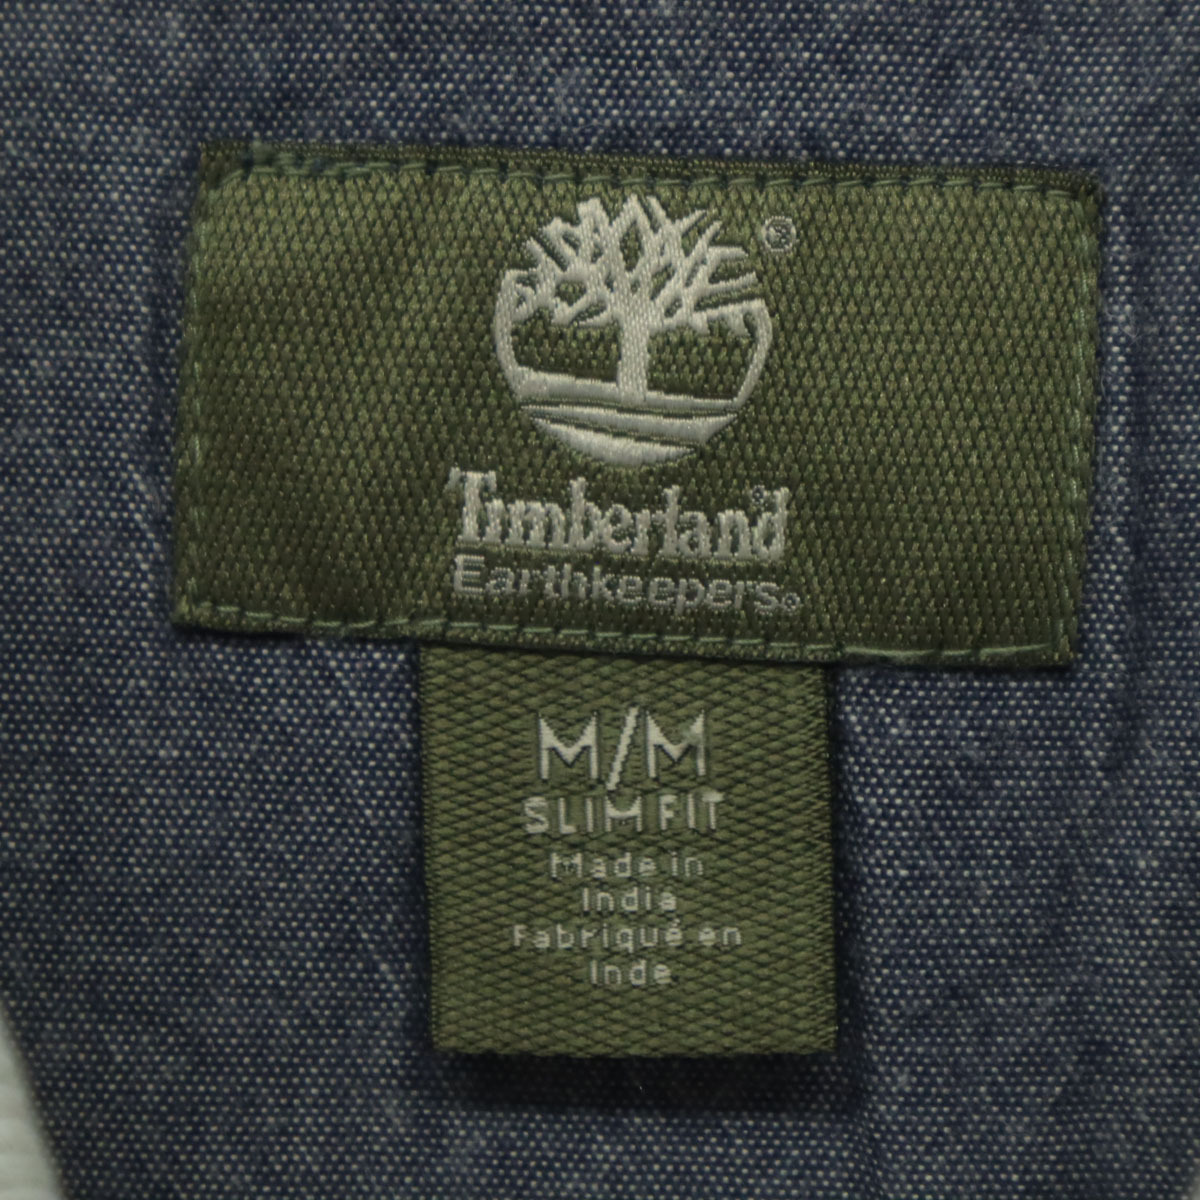 ®
Timberland®
Earthkeepers®
M/M
SLIM FIT
Made in
India
Fabriqué en
Inde